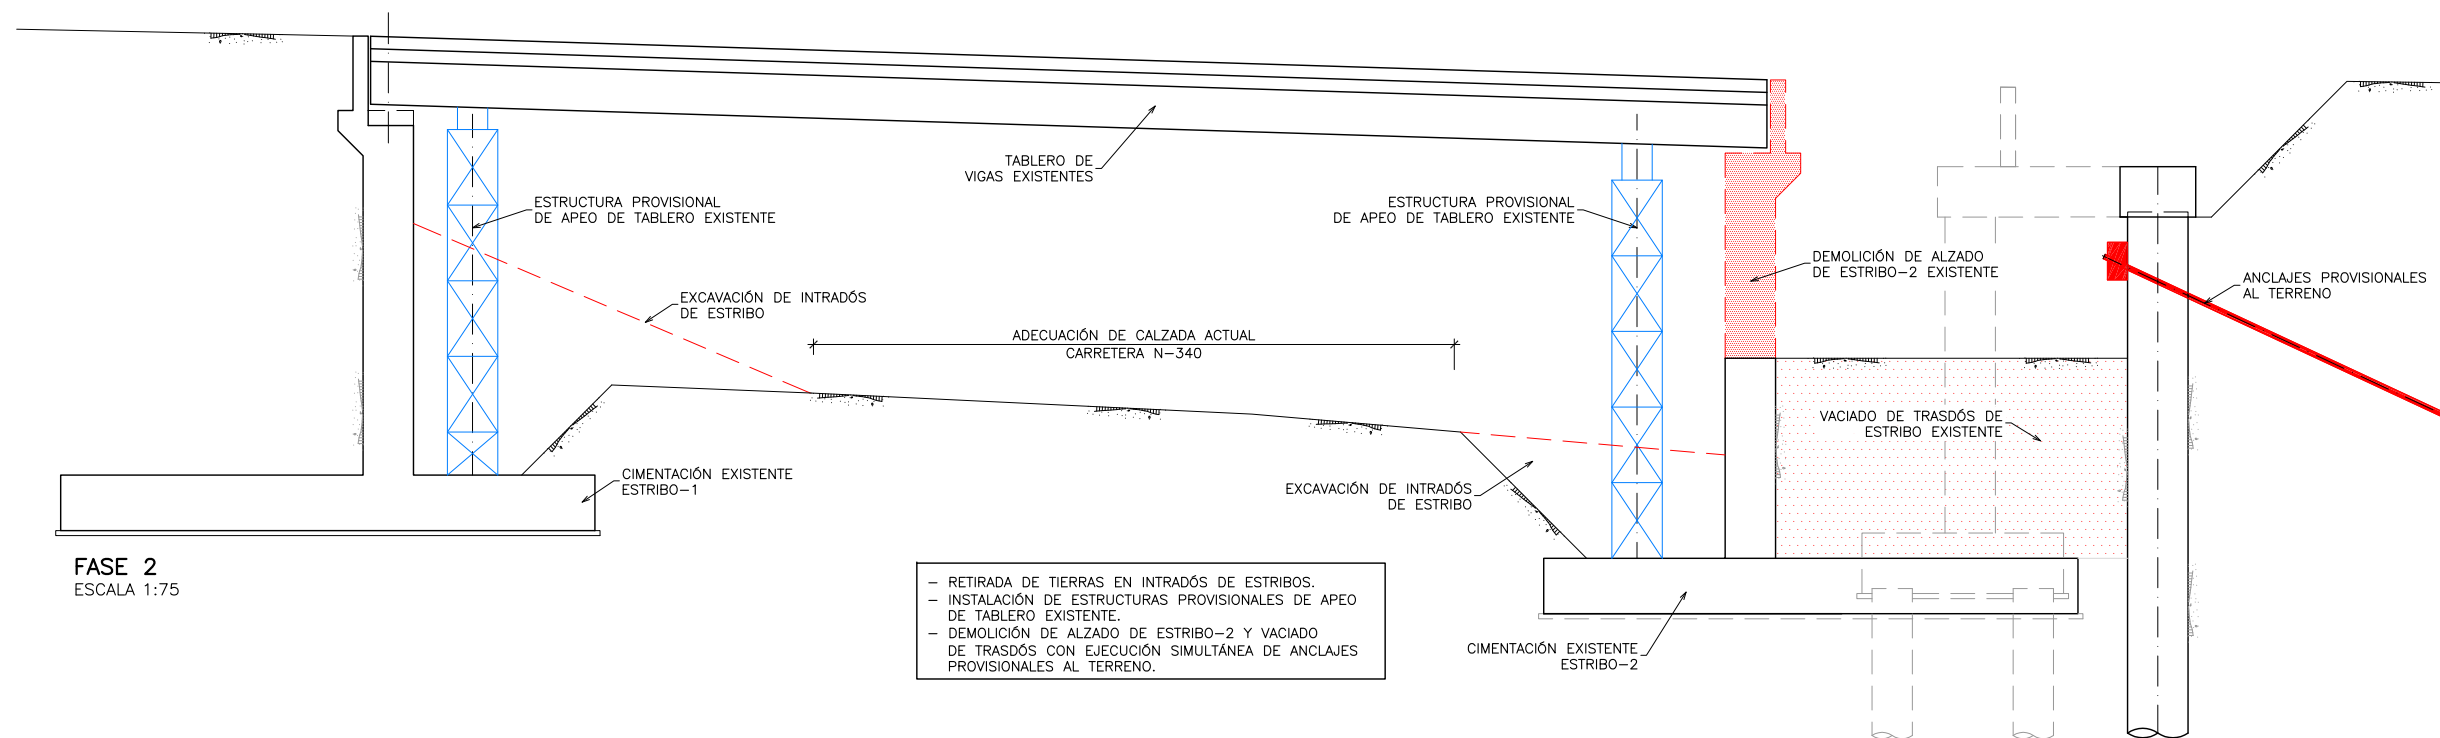 TABLERO DE
VIGAS EXISTENTES
ESTRUCTURA PROVISIONAL
DE APEO DE TABLERO EXISTENTE
ESTRUCTURA PROVISIONAL
DE APEO DE TABLERO EXISTENTE
DEMOLICIÓN DE ALZADO
DE ESTRIBO-2 EXISTENTE
ANCLAJES PROVISIONALES
AL TERRENO
EXCAVACIÓN DE INTRADÓS
DE ESTRIBO
ADECUACIÓN DE CALZADA ACTUAL
CARRETERA N-340
VACIADO DE TRASDÓS DE
ESTRIBO EXISTENTE
CIMENTACIÓN EXISTENTE
ESTRIBO-1
EXCAVACIÓN DE INTRADÓS
DE ESTRIBO
FASE 2
ESCALA 1:75
- RETIRADA DE TIERRAS EN INTRADÓS DE ESTRIBOS.
- INSTALACIÓN DE ESTRUCTURAS PROVISIONALES DE APEO
DE TABLERO EXISTENTE.
- DEMOLICIÓN DE ALZADO DE ESTRIBO-2 Y VACIADO
DE TRASDÓS CON EJECUCIÓN SIMULTÁNEA DE ANCLAJES
PROVISIONALES AL TERRENO.
CIMENTACIÓN EXISTENTE
ESTRIBO-2